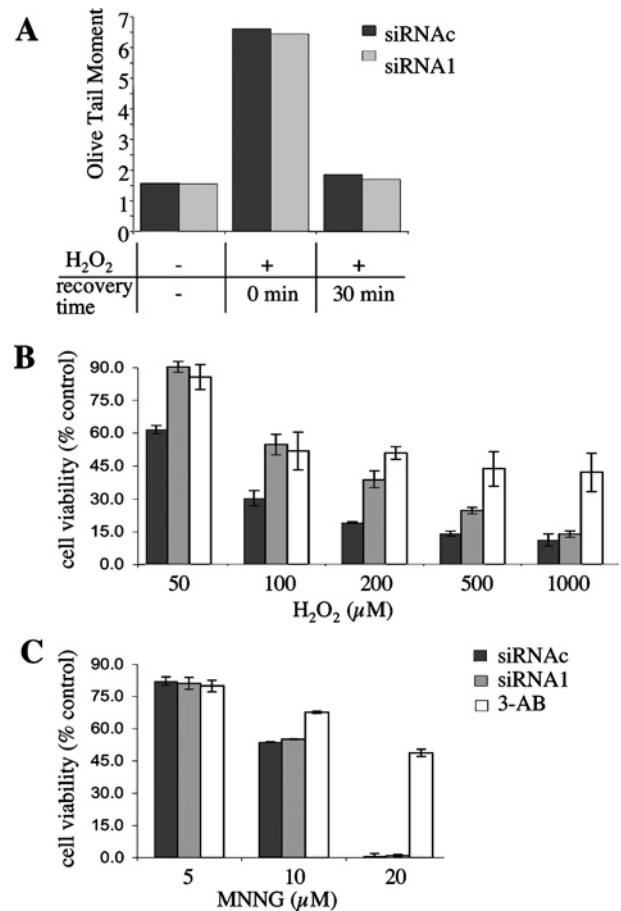 A
Olive Tail Moment
7
6
5
4
3
2
1
0
siRNAc
siRNA1
H₂O₂ - + +
recovery time - 0 min 30 min
B
cell viability (% control)
90.0
75.0
60.0
45.0
30.0
15.0
0.0
50 100 200 500 1000
H₂O₂ (µM)
C
cell viability (% control)
90.0
75.0
60.0
45.0
30.0
15.0
0.0
siRNAc
siRNA1
3-AB
5 10 20
MNNG (µM)